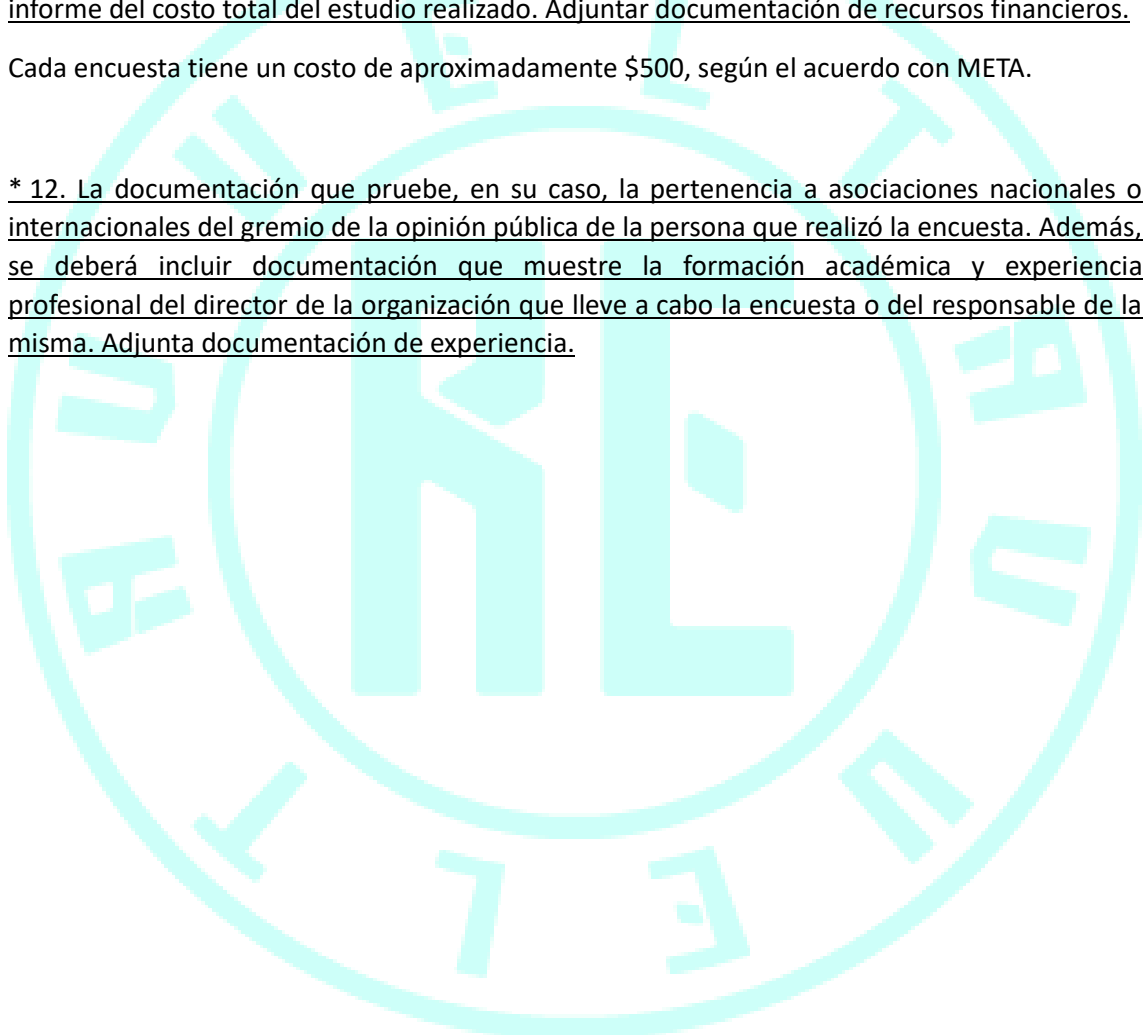 informe del costo total del estudio realizado. Adjuntar documentación de recursos financieros.
Cada encuesta tiene un costo de aproximadamente $500, según el acuerdo con META.
* 12. La documentación que pruebe, en su caso, la pertenencia a asociaciones nacionales o
internacionales del gremio de la opinión pública de la persona que realizó la encuesta. Además,
se deberá incluir documentación que muestre la formación académica y experiencia
profesional del director de la organización que lleve a cabo la encuesta o del responsable de la
misma. Adjunta documentación de experiencia.
RE